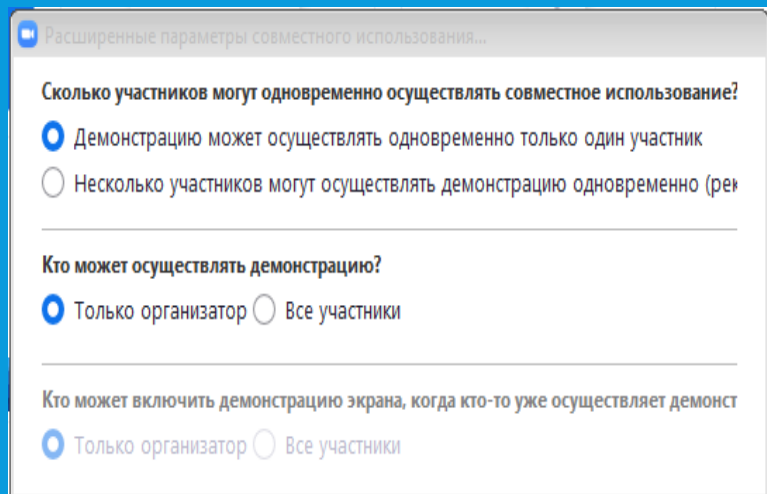 Расширенные параметры совместного использования...
Сколько участников могут одновременно осуществлять совместное использование?
Демонстрацию может осуществлять одновременно только один участник
Несколько участников могут осуществлять демонстрацию одновременно (рек
Кто может осуществлять демонстрацию?
Только организатор Все участники
Кто может включить демонстрацию экрана, когда кто-то уже осуществляет демонст
Только организатор Все участники